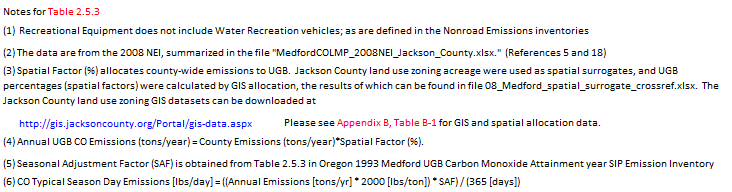 Notes for Table 2.5.3
(1) Recreational Equipment does not include Water Recreation vehicles; as are defined in the Nonroad Emissions inventories
(2) The data are from the 2008 NEI, summarized in the file "MedfordCOLMP_2008NEI_Jackson_County.xlsx." (References 5 and 18)
(3) Spatial Factor (%) allocates county-wide emissions to UGB. Jackson County land use zoning acreage were used as spatial surrogates, and UGB
percentages (spatial factors) were calculated by GIS allocation, the results of which can be found in file 08_Medford_spatial_surrogate_crossref.xlsx. The
Jackson County land use zoning GIS datasets can be downloaded at
http://gis.jacksoncounty.org/Portal/gis-data.aspx Please see Appendix B, Table B-1 for GIS and spatial allocation data.
(4) Annual UGB CO Emissions (tons/year) = County Emissions (tons/year)*Spatial Factor (%).
(5) Seasonal Adjustment Factor (SAF) is obtained from Table 2.5.3 in Oregon 1993 Medford UGB Carbon Monoxide Attainment year SIP Emission Inventory
(6) CO Typical Season Day Emissions [lbs/day] = ((Annual Emissions [tons/yr] * 2000 [lbs/ton]) * SAF) / (365 [days])